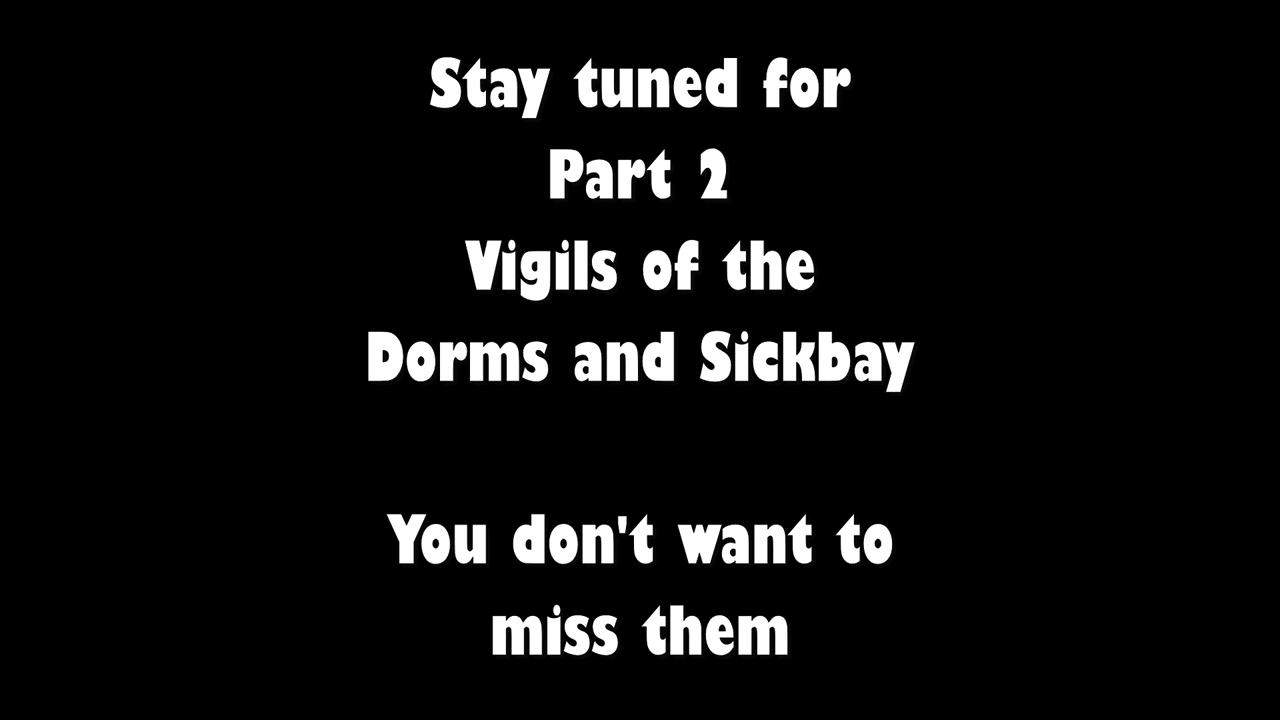 Stay tuned for
Part 2
Vigils of the
Dorms and Sickbay
You don't want to
miss them